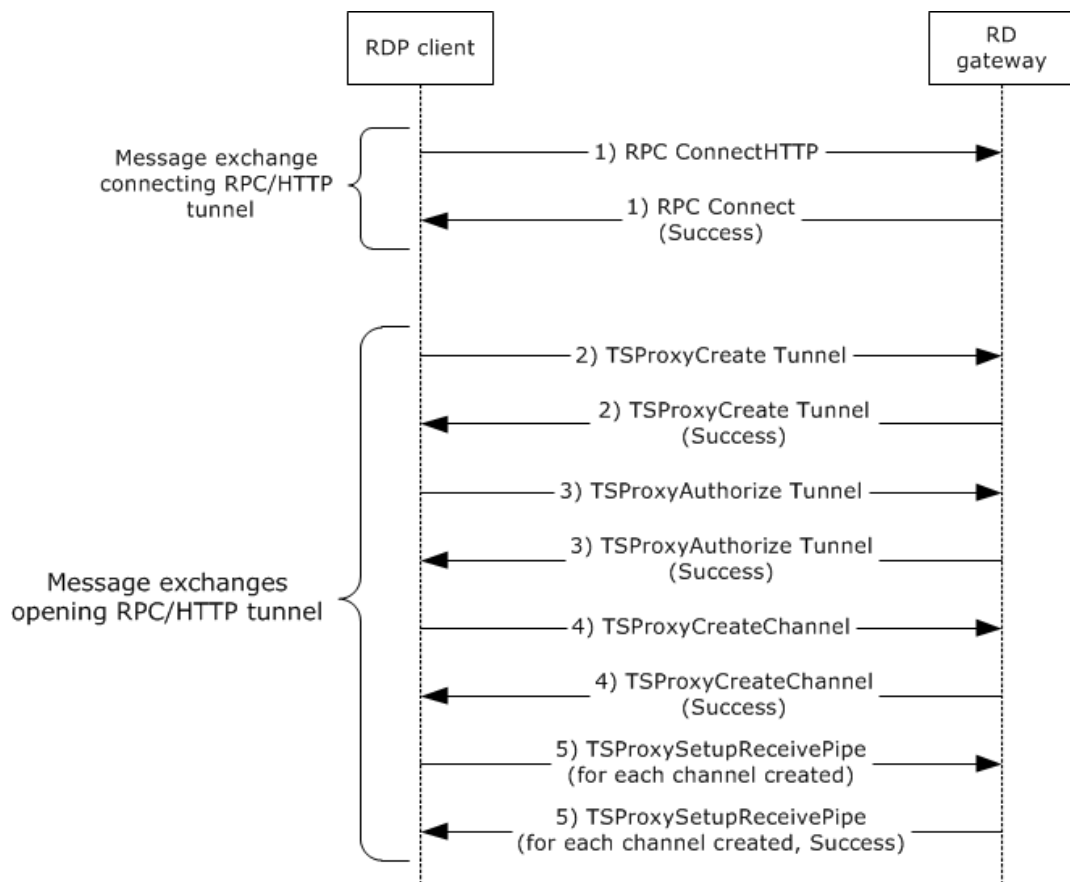 RDP client
RD
gateway
Message exchange
connecting RPC/HTTP
tunnel
1) RPC ConnectHTTP
1) RPC Connect
(Success)
2) TSProxyCreate Tunnel
2) TSProxyCreate Tunnel
(Success)
3) TSProxyAuthorize Tunnel
3) TSProxyAuthorize Tunnel
(Success)
Message exchanges
opening RPC/HTTP tunnel
4) TSProxyCreateChannel
4) TSProxyCreateChannel
(Success)
5) TSProxySetupReceivePipe
(for each channel created)
5) TSProxySetupReceivePipe
(for each channel created, Success)